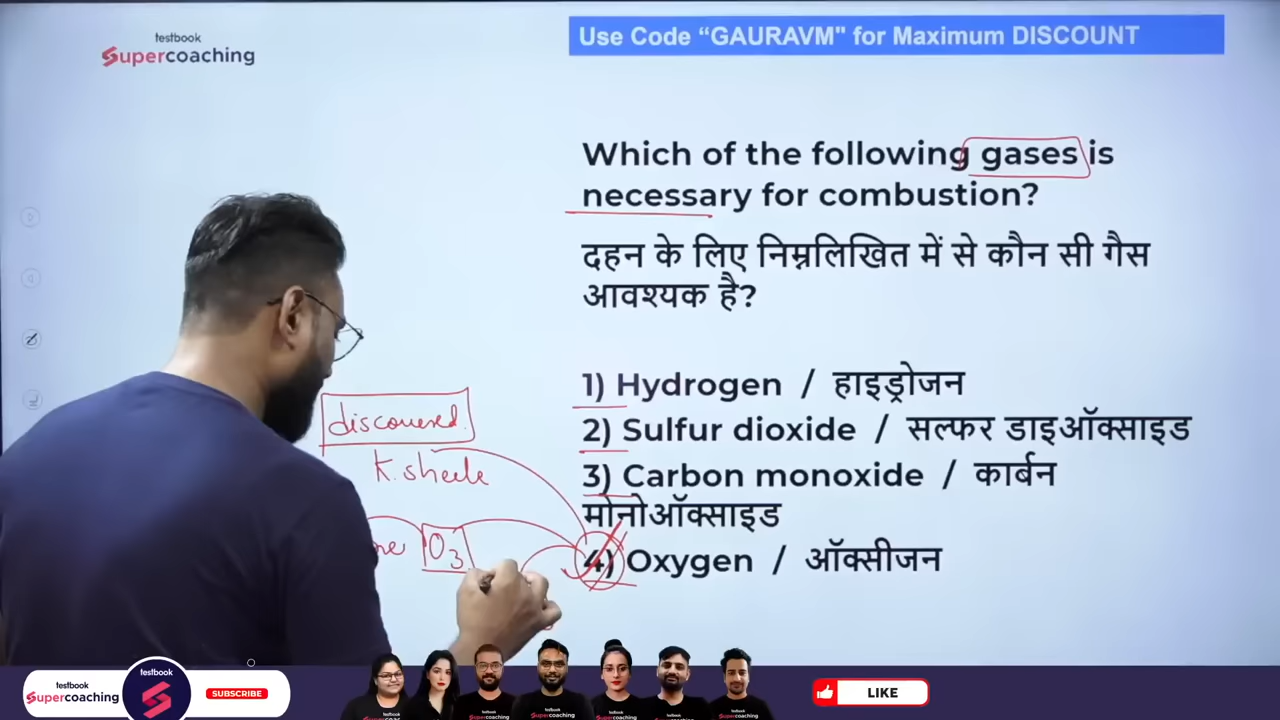 testbook
Supercoaching
Use Code “GAURAVM" for Maximum DISCOUNT
Which of the following gases is
necessary for combustion?
दहन के लिए निम्नलिखित में से कौन सी गैस
आवश्यक है?
1) Hydrogen / हाइड्रोजन
2) Sulfur dioxide / सल्फर डाइऑक्साइड
3) Carbon monoxide / कार्बन
मोनोऑक्साइड
4) Oxygen / ऑक्सीजन
discovered
K. sheele
O3
testbook
Supercoaching
testbook
SUBSCRIBE
LIKE